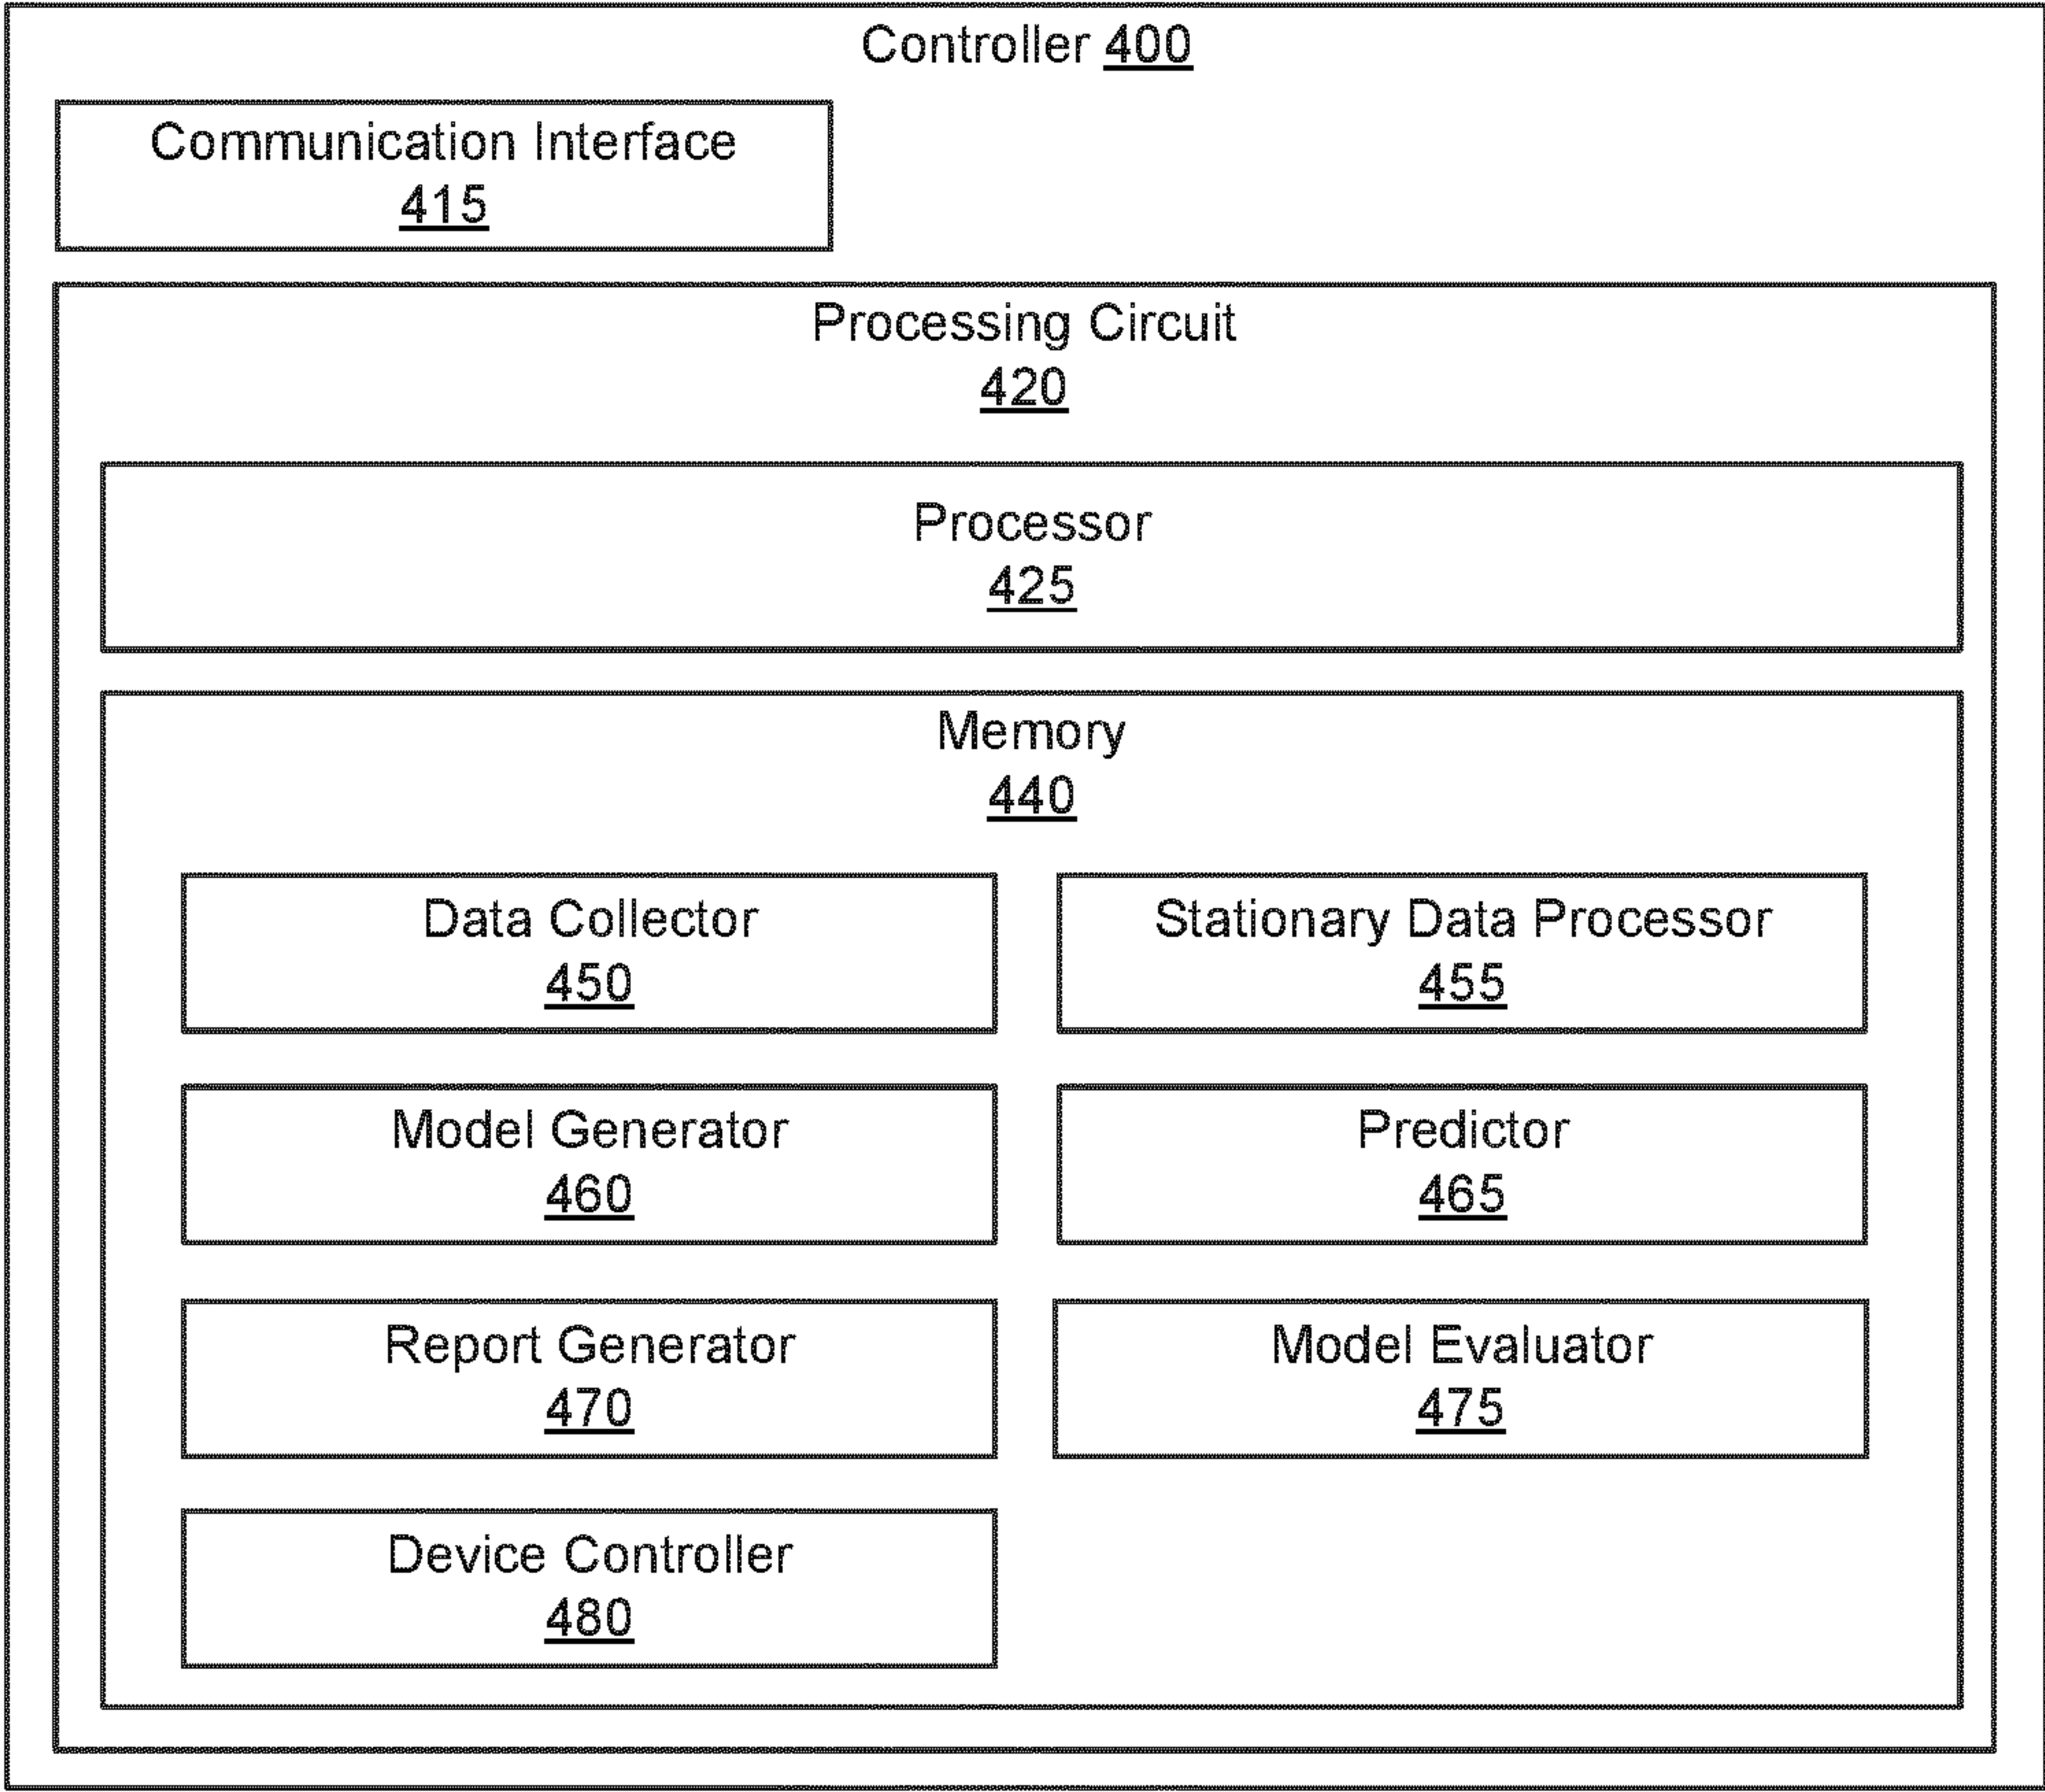 Controller 400
Communication Interface
415
Processing Circuit
420
Processor
425
Memory
440
Data Collector
450
Stationary Data Processor
455
Model Generator
460
Predictor
465
Report Generator
470
Model Evaluator
475
Device Controller
480